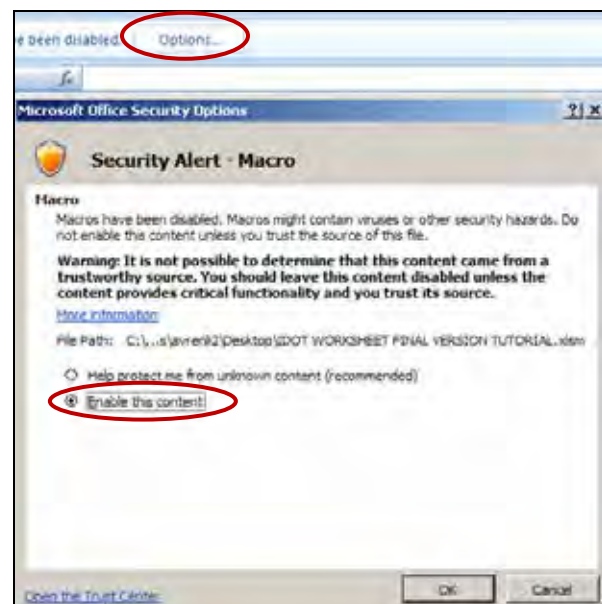 e been disabled. Options...
fx
Microsoft Office Security Options ? x
Security Alert - Macro
Macro
Macros have been disabled. Macros might contain viruses or other security hazards. Do
not enable this content unless you trust the source of this file.
Warning: It is not possible to determine that this content came from a
trustworthy source. You should leave this content disabled unless the
content provides critical functionality and you trust its source.
More information
File Path: C:\...s\avrenli2\Desktop\IDOT WORKSHEET FINAL VERSION TUTORIAL.xlsm
Help protect me from unknown content (recommended)
Enable this content
Open the Trust Center
OK Cancel